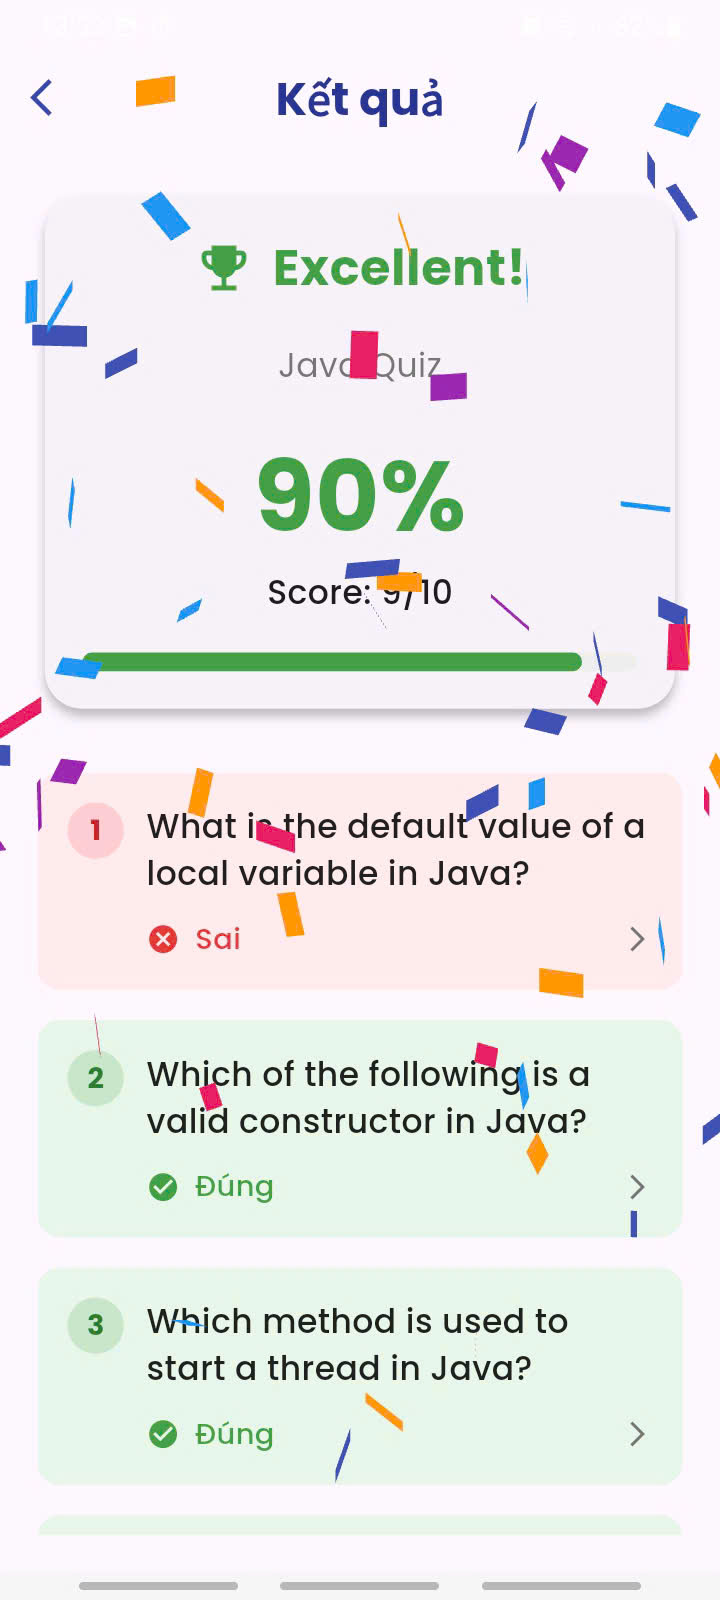 Kết quả
Excellent!
Java Quiz
90%
Score: 9/10
1
What is the default value of a
local variable in Java?
Sai
2
Which of the following is a
valid constructor in Java?
Đúng
3
Which method is used to
start a thread in Java?
Đúng